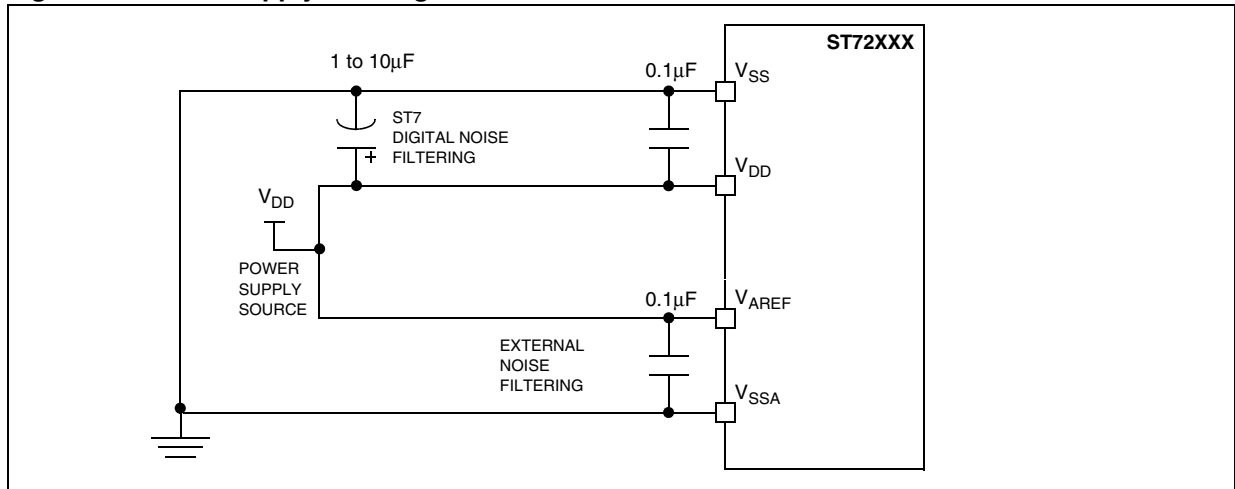 ST72XXX
1 to 10μF
0.1μF
VSS
ST7
DIGITAL NOISE
FILTERING
+
VDD
VDD
POWER
SUPPLY
SOURCE
0.1μF
VAREF
EXTERNAL
NOISE
FILTERING
VSSA